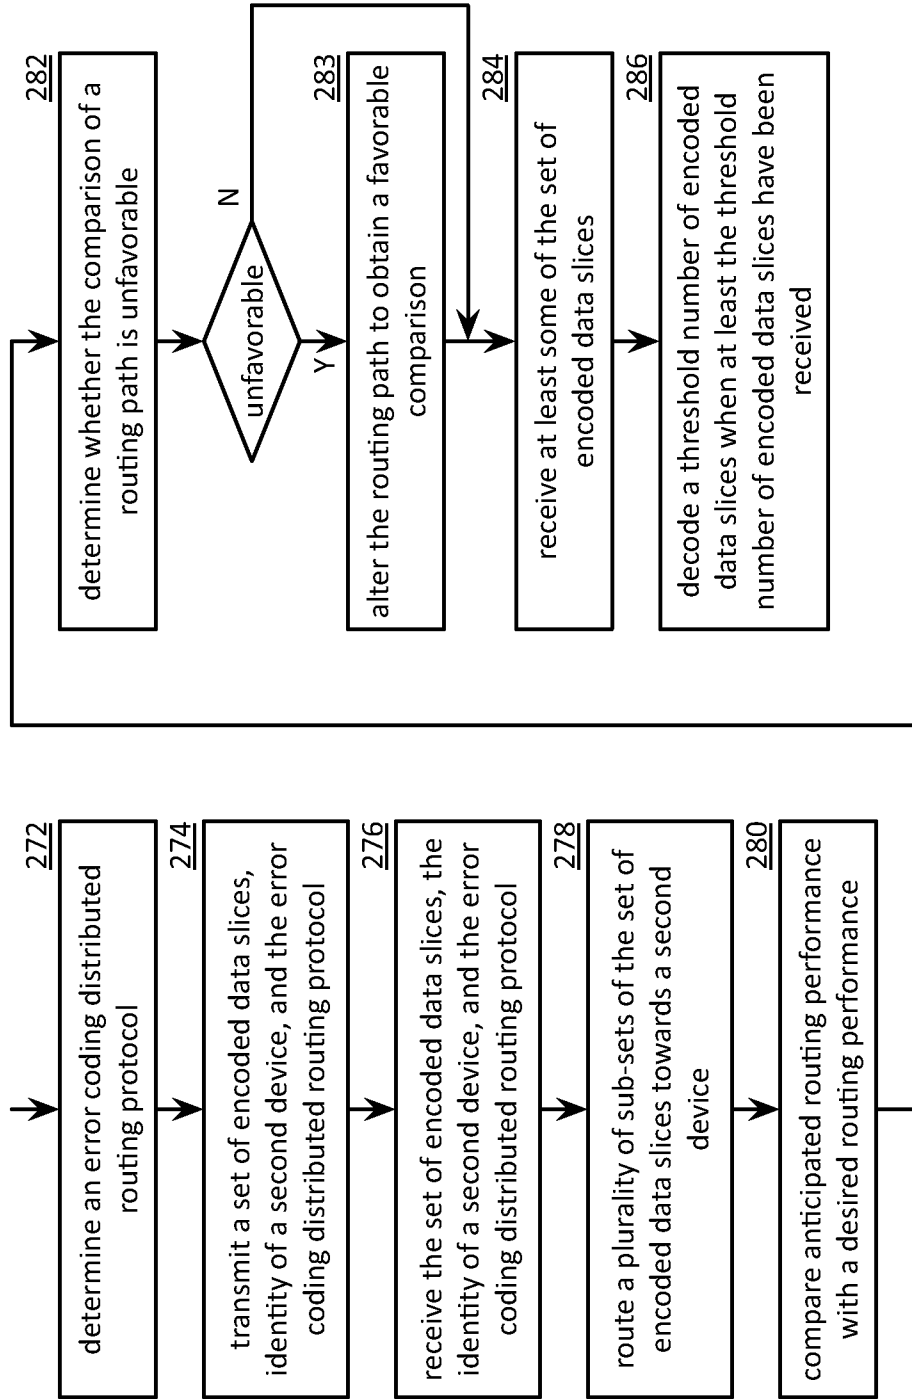 272
determine an error coding distributed
routing protocol
274
transmit a set of encoded data slices,
identity of a second device, and the error
coding distributed routing protocol
276
receive the set of encoded data slices, the
identity of a second device, and the error
coding distributed routing protocol
278
route a plurality of sub-sets of the set of
encoded data slices towards a second
device
280
compare anticipated routing performance
with a desired routing performance
282
determine whether the comparison of a
routing path is unfavorable
unfavorable
N
Y
283
alter the routing path to obtain a favorable
comparison
284
receive at least some of the set of
encoded data slices
286
decode a threshold number of encoded
data slices when at least the threshold
number of encoded data slices have been
received